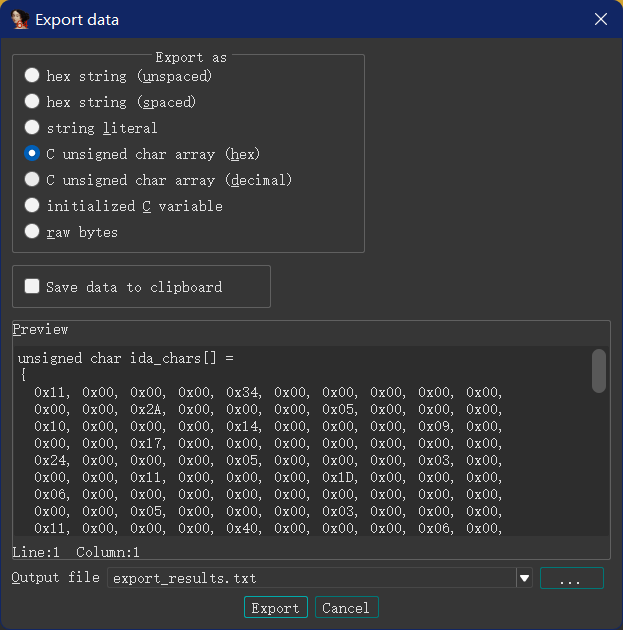 Export data
Export as
hex string (unspaced)
hex string (spaced)
string literal
C unsigned char array (hex)
C unsigned char array (decimal)
initialized C variable
raw bytes
Save data to clipboard
Preview
unsigned char ida_chars[] =
{
0x11, 0x00, 0x00, 0x00, 0x34, 0x00, 0x00, 0x00, 0x00, 0x00,
0x00, 0x00, 0x2A, 0x00, 0x00, 0x00, 0x05, 0x00, 0x00, 0x00,
0x10, 0x00, 0x00, 0x00, 0x14, 0x00, 0x00, 0x00, 0x09, 0x00,
0x00, 0x00, 0x17, 0x00, 0x00, 0x00, 0x00, 0x00, 0x00, 0x00,
0x24, 0x00, 0x00, 0x00, 0x05, 0x00, 0x00, 0x00, 0x03, 0x00,
0x00, 0x00, 0x11, 0x00, 0x00, 0x00, 0x1D, 0x00, 0x00, 0x00,
0x06, 0x00, 0x00, 0x00, 0x00, 0x00, 0x00, 0x00, 0x00, 0x00,
0x00, 0x00, 0x05, 0x00, 0x00, 0x00, 0x03, 0x00, 0x00, 0x00,
0x11, 0x00, 0x00, 0x00, 0x40, 0x00, 0x00, 0x00, 0x06, 0x00,
Line:1 Column:1
Output file export_results.txt ...
Export Cancel